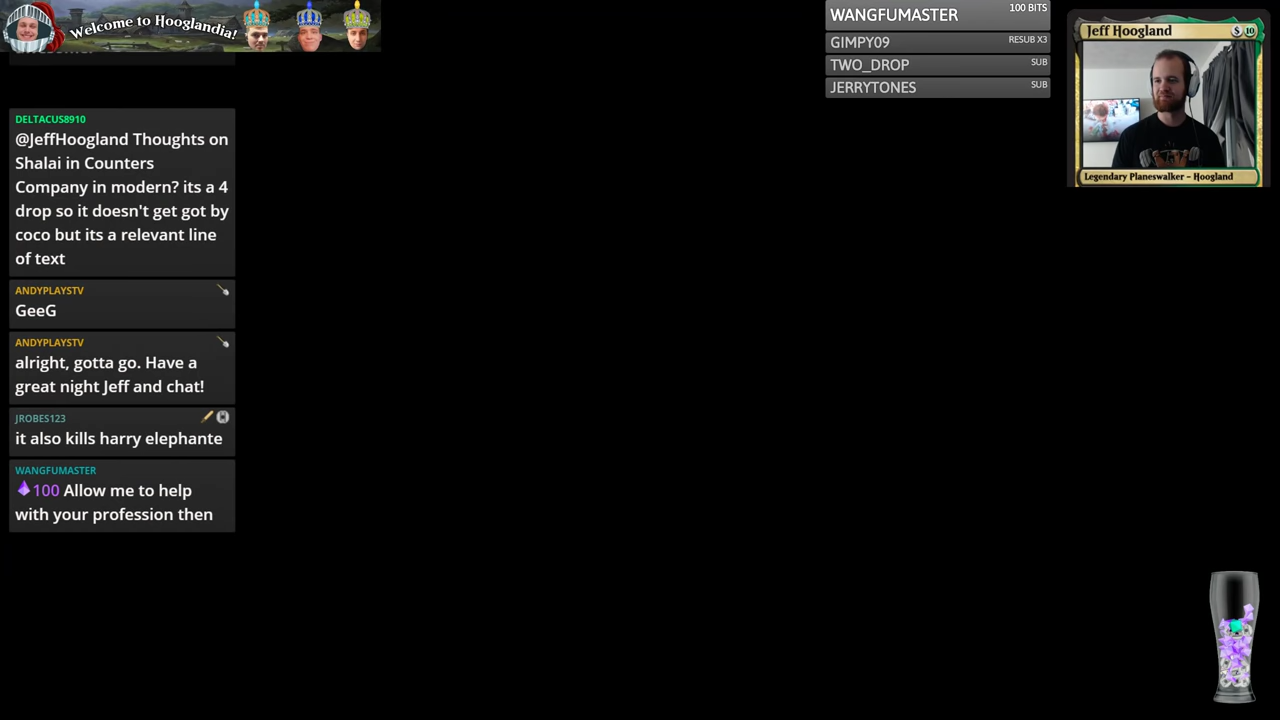 Welcome to Hooglandia!
WANGFUMASTER 100 BITS
GIMPY09 RESUB X3
TWO_DROP SUB
JERRYTONES SUB
Jeff Hoogland $ 10
Legendary Planeswalker – Hoogland
DELTACUS8910
@JeffHoogland Thoughts on
Shalai in Counters
Company in modern? its a 4
drop so it doesn't get got by
coco but its a relevant line
of text
ANDYPLAYSTV
GeeG
ANDYPLAYSTV
alright, gotta go. Have a
great night Jeff and chat!
JROBES123
it also kills harry elephante
WANGFUMASTER
100 Allow me to help
with your profession then